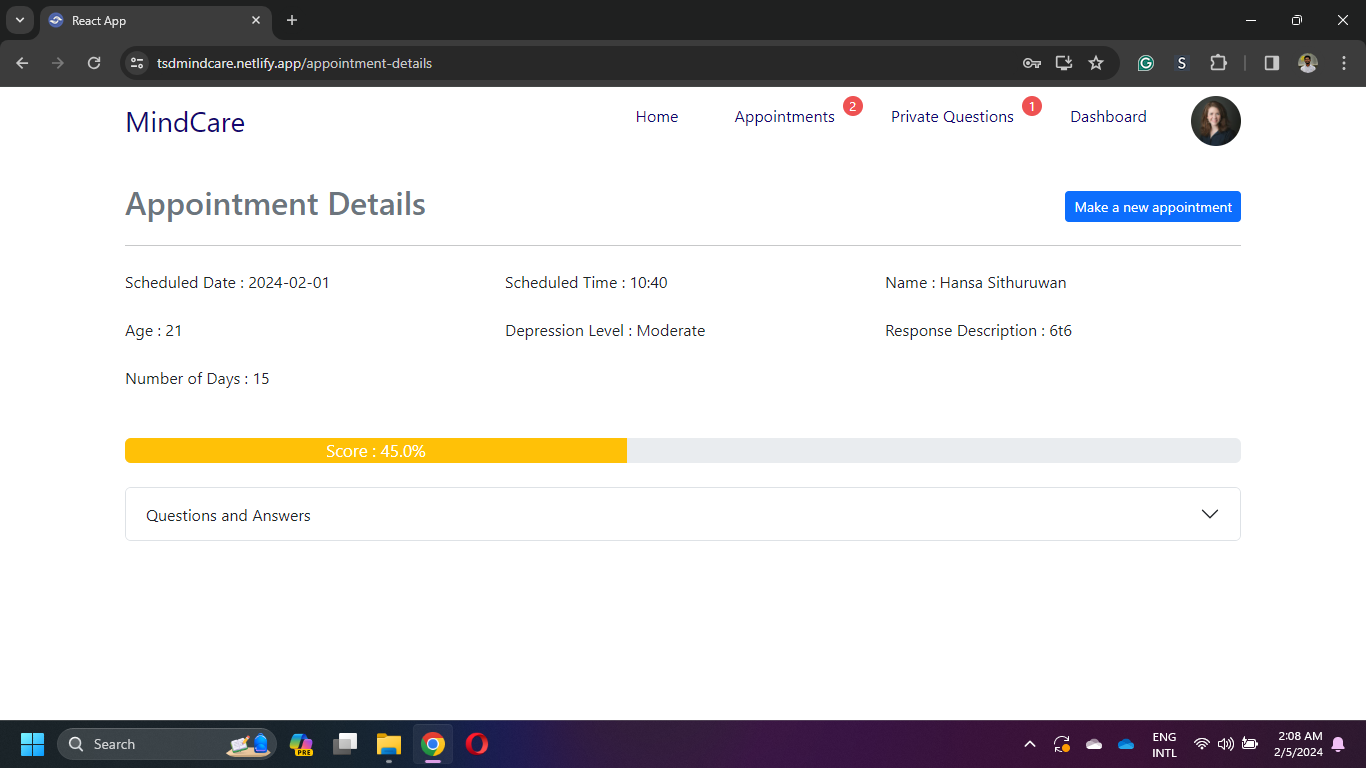 React App
tsdmindcare.netlify.app/appointment-details
MindCare
Home
Appointments
2
Private Questions
1
Dashboard
Appointment Details
Make a new appointment
Scheduled Date : 2024-02-01
Scheduled Time : 10:40
Name : Hansa Sithuruwan
Age : 21
Depression Level : Moderate
Response Description : 6t6
Number of Days : 15
Score : 45.0%
Questions and Answers
Search
PRE
ENG
INTL
2:08 AM
2/5/2024